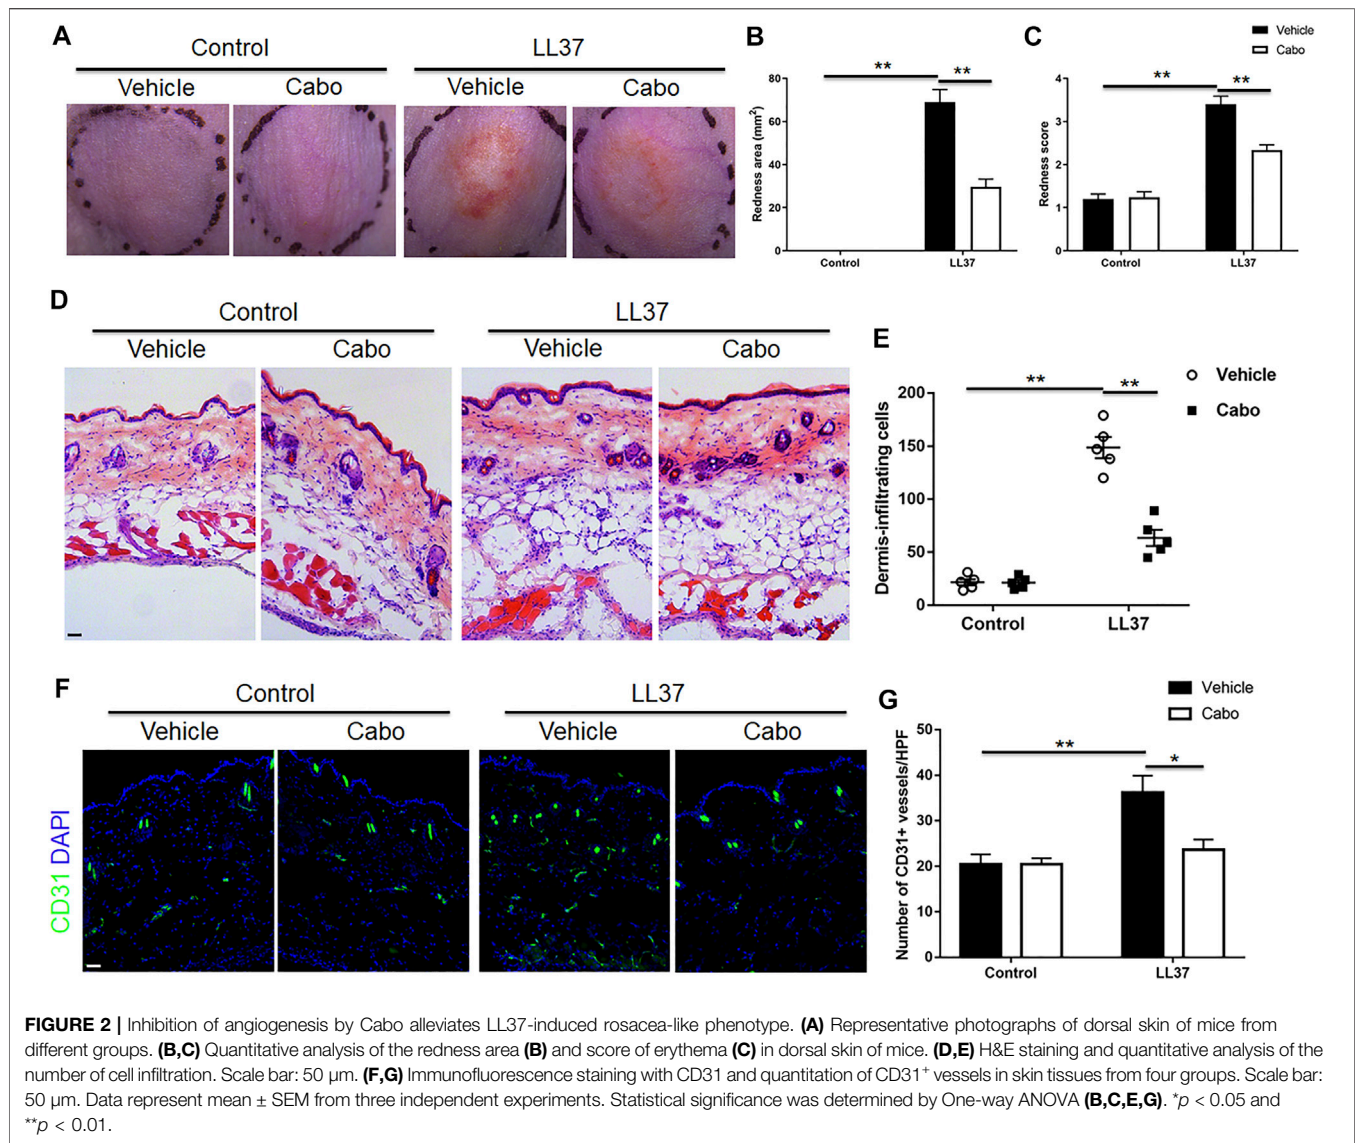 A
Control
LL37
Vehicle
Cabo
Vehicle
Cabo
B
Redness area (mm²)
80
60
40
20
0
**
**
Control
LL37
C
Vehicle
Cabo
Redness score
4
3
2
1
0
**
**
Control
LL37
D
Control
LL37
Vehicle
Cabo
Vehicle
Cabo
E
Vehicle
Cabo
Dermis-infiltrating cells
200
150
100
50
0
**
**
Control
LL37
F
Control
LL37
Vehicle
Cabo
Vehicle
Cabo
CD31 DAPI
G
Vehicle
Cabo
Number of CD31+ vessels/HPF
50
40
30
20
10
0
**
*
Control
LL37
FIGURE 2 | Inhibition of angiogenesis by Cabo alleviates LL37-induced rosacea-like phenotype. (A) Representative photographs of dorsal skin of mice from
different groups. (B,C) Quantitative analysis of the redness area (B) and score of erythema (C) in dorsal skin of mice. (D,E) H&E staining and quantitative analysis of the
number of cell infiltration. Scale bar: 50 µm. (F,G) Immunofluorescence staining with CD31 and quantitation of CD31⁺ vessels in skin tissues from four groups. Scale bar:
50 µm. Data represent mean ± SEM from three independent experiments. Statistical significance was determined by One-way ANOVA (B,C,E,G). *p < 0.05 and
**p < 0.01.